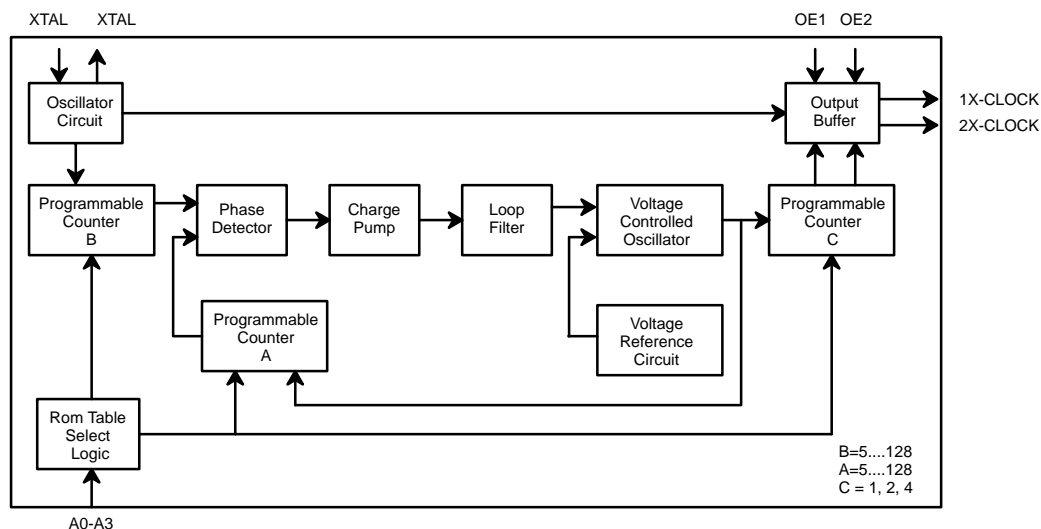 XTAL XTAL OE1 OE2
Oscillator
Circuit
Output
Buffer
1X-CLOCK
2X-CLOCK
Programmable
Counter
B
Phase
Detector
Charge
Pump
Loop
Filter
Voltage
Controlled
Oscillator
Programmable
Counter
C
Programmable
Counter
A
Voltage
Reference
Circuit
Rom Table
Select
Logic
B=5....128
A=5....128
C = 1, 2, 4
A0-A3